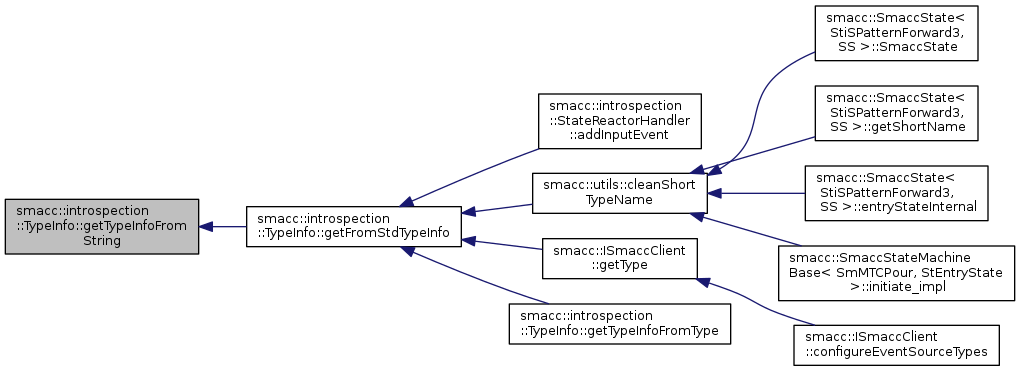 smacc::introspection
::TypeInfo::getTypeInfoFrom
String
smacc::introspection
::TypeInfo::getFromStdTypeInfo
smacc::introspection
::StateReactorHandler
::addInputEvent
smacc::utils::cleanShort
TypeName
smacc::ISmaccClient
::getType
smacc::introspection
::TypeInfo::getTypeInfoFromType
smacc::SmaccState<
StiSPatternForward3,
SS >::SmaccState
smacc::SmaccState<
StiSPatternForward3,
SS >::getShortName
smacc::SmaccState<
StiSPatternForward3,
SS >::entryStateInternal
smacc::SmaccStateMachine
Base< SmMTCPour, StEntryState
>::initiate_impl
smacc::ISmaccClient
::configureEventSourceTypes